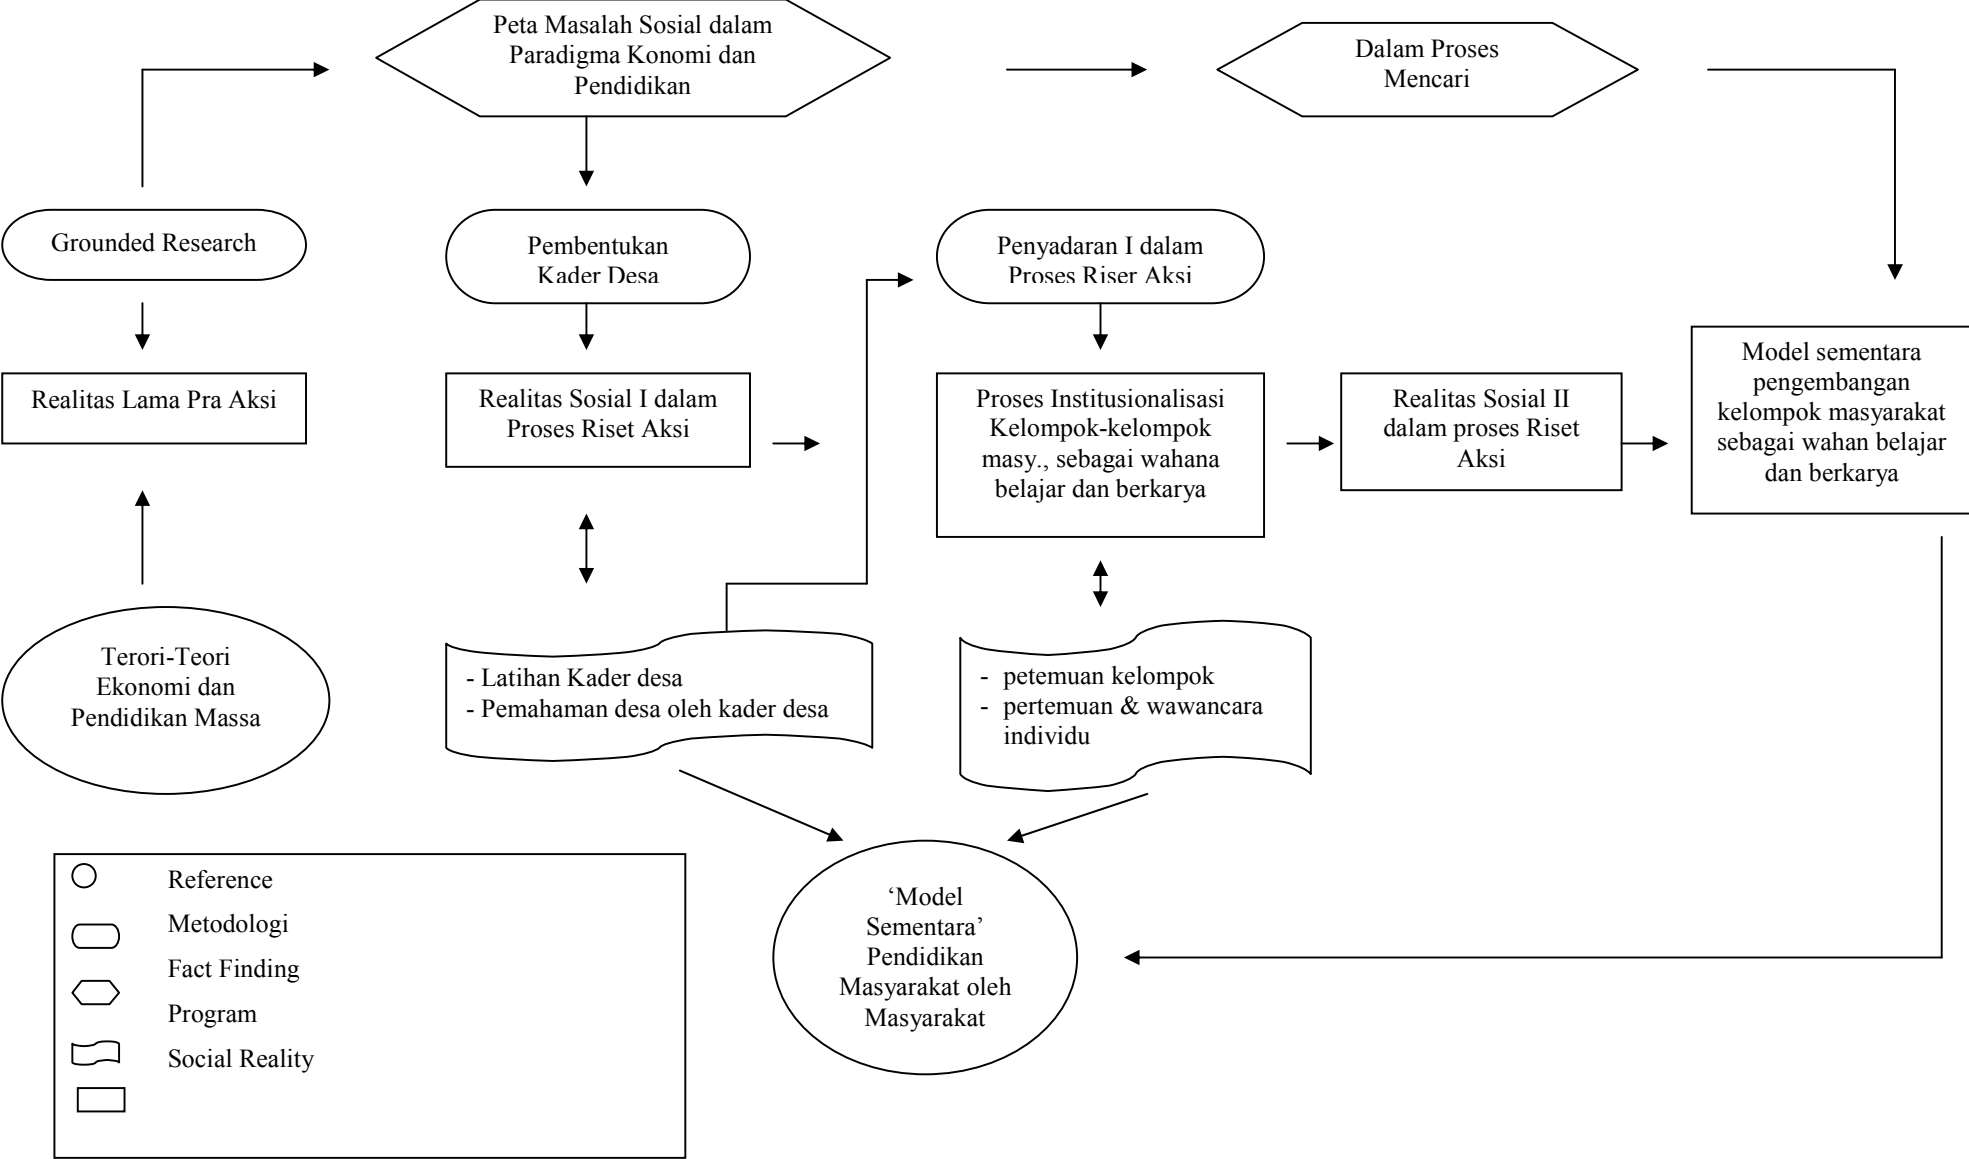 Peta Masalah Sosial dalam
Paradigma Konomi dan
Pendidikan
Dalam Proses
Mencari
Grounded Research
Pembentukan
Kader Desa
Penyadaran I dalam
Proses Riser Aksi
Realitas Lama Pra Aksi
Realitas Sosial I dalam
Proses Riset Aksi
Proses Institusionalisasi
Kelompok-kelompok
masy., sebagai wahana
belajar dan berkarya
Realitas Sosial II
dalam proses Riset
Aksi
Model sementara
pengembangan
kelompok masyarakat
sebagai wahan belajar
dan berkarya
Terori-Teori
Ekonomi dan
Pendidikan Massa
- Latihan Kader desa
- Pemahaman desa oleh kader desa
- petemuan kelompok
- pertemuan & wawancara
individu
‘Model
Sementara’
Pendidikan
Masyarakat oleh
Masyarakat
Reference
Metodologi
Fact Finding
Program
Social Reality